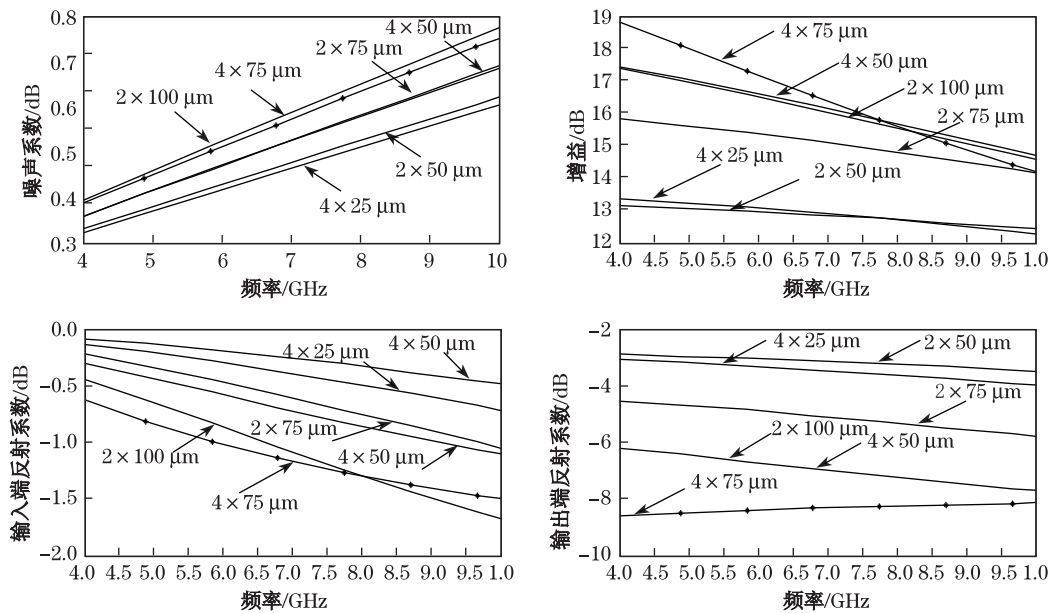 噪声系数/dB
0.8
0.7
0.6
0.5
0.4
0.3
4×50 μm
2×75 μm
4×75 μm
2×100 μm
2×50 μm
4×25 μm
4 5 6 7 8 9 10
频率/GHz
增益/dB
19
18
17
16
15
14
13
12
4×75 μm
4×50 μm
2×100 μm
2×75 μm
4×25 μm
2×50 μm
4.0 4.5 5.0 5.5 6.0 6.5 7.0 7.5 8.0 8.5 9.0 9.5 1.0
频率/GHz
输入端反射系数/dB
0.0
-0.5
-1.0
-1.5
-2.0
4×50 μm
4×25 μm
2×75 μm
2×100 μm
4×50 μm
4×75 μm
4.0 4.5 5.0 5.5 6.0 6.5 7.0 7.5 8.0 8.5 9.0 9.5 1.0
频率/GHz
输出端反射系数/dB
-2
-4
-6
-8
-10
4×25 μm
2×50 μm
2×75 μm
2×100 μm
4×50 μm
4×75 μm
4.0 4.5 5.0 5.5 6.0 6.5 7.0 7.5 8.0 8.5 9.0 9.5 1.0
频率/GHz